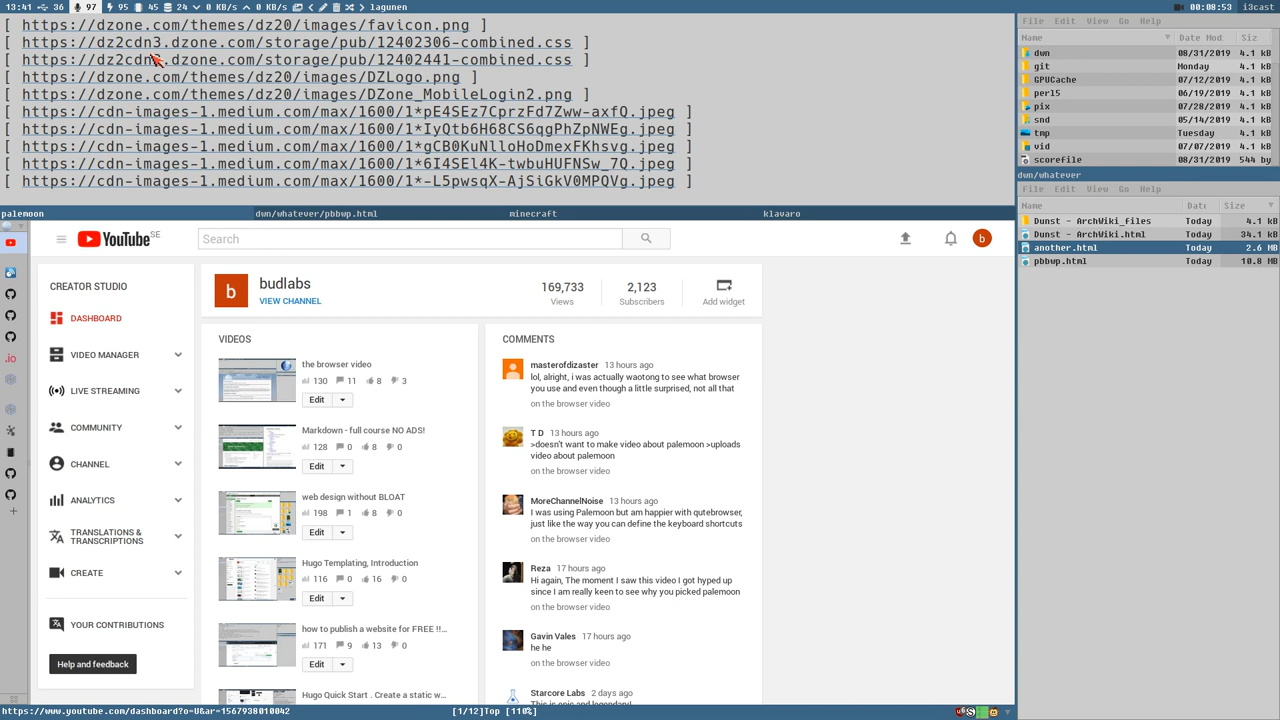 13:41 36 97 95 45 24 0 KB/s 0 KB/s lagunen
00:08:53 i3cast
[ https://dzone.com/themes/dz20/images/favicon.png ]
[ https://dz2cdn3.dzone.com/storage/pub/12402306-combined.css ]
[ https://dz2cdn3.dzone.com/storage/pub/12402441-combined.css ]
[ https://dzone.com/themes/dz20/images/DZLogo.png ]
[ https://dzone.com/themes/dz20/images/DZone_MobileLogin2.png ]
[ https://cdn-images-1.medium.com/max/1600/1*pE4SEz7CprzFd7Zww-axfQ.jpeg ]
[ https://cdn-images-1.medium.com/max/1600/1*IyQtb6H68CS6qgPhZpNWEg.jpeg ]
[ https://cdn-images-1.medium.com/max/1600/1*gCB0KuNlloHoDmexFKhsvg.jpeg ]
[ https://cdn-images-1.medium.com/max/1600/1*6I4SEl4K-twbuHUFNSw_7Q.jpeg ]
[ https://cdn-images-1.medium.com/max/1600/1*-L5pwsqX-AjSiGkV0MPQVg.jpeg ]
File Edit View Go Help
Name Date Mod: Siz
dwn 08/31/2019 4.1 kB
git Monday 4.1 kB
GPUCache 07/12/2019 4.1 kB
perl5 06/19/2019 4.1 kB
pix 07/28/2019 4.1 kB
snd 05/14/2019 4.1 kB
tmp Tuesday 4.1 kB
vid 07/07/2019 4.1 kB
scorefile 08/31/2019 544 by
dwn/whatever
File Edit View Go Help
Name Date Size
Dunst - ArchWiki_files Today 4.1 kB
Dunst - ArchWiki.html Today 34.1 kB
another.html Today 2.6 MB
pbbwp.html Today 10.8 MB
palemoon dwn/whatever/pbbwp.html minecraft klavaro
YouTube SE
Search
b
CREATOR STUDIO
DASHBOARD
VIDEO MANAGER
LIVE STREAMING
COMMUNITY
CHANNEL
ANALYTICS
TRANSLATIONS &
TRANSCRIPTIONS
CREATE
YOUR CONTRIBUTIONS
Help and feedback
.io
b
budlabs
VIEW CHANNEL
169,733
Views
2,123
Subscribers
Add widget
VIDEOS
the browser video
130 11 8 3
Edit
Markdown - full course NO ADS!
128 0 8 0
Edit
web design without BLOAT
198 1 8 0
Edit
Hugo Templating, Introduction
116 0 16 0
Edit
how to publish a website for FREE !!…
171 9 13 0
Edit
Hugo Quick Start . Create a static w…
COMMENTS
masterofdizaster 13 hours ago
lol, alright, i was actually waotong to see what browser
you use and even though a little surprised, not all that
on the browser video
T D 13 hours ago
>doesn't want to make video about palemoon >uploads
video about palemoon
on the browser video
MoreChannelNoise 13 hours ago
I was using Palemoon but am happier with qutebrowser,
just like the way you can define the keyboard shortcuts
on the browser video
Reza 17 hours ago
Hi again, The moment I saw this video I got hyped up
since I am really keen to see why you picked palemoon
on the browser video
Gavin Vales 17 hours ago
he he
on the browser video
Starcore Labs 2 days ago
This is epic and legendary!
https://www.youtube.com/dashboard?o=U&ar=1567938010042 [1/12]Top [110%]